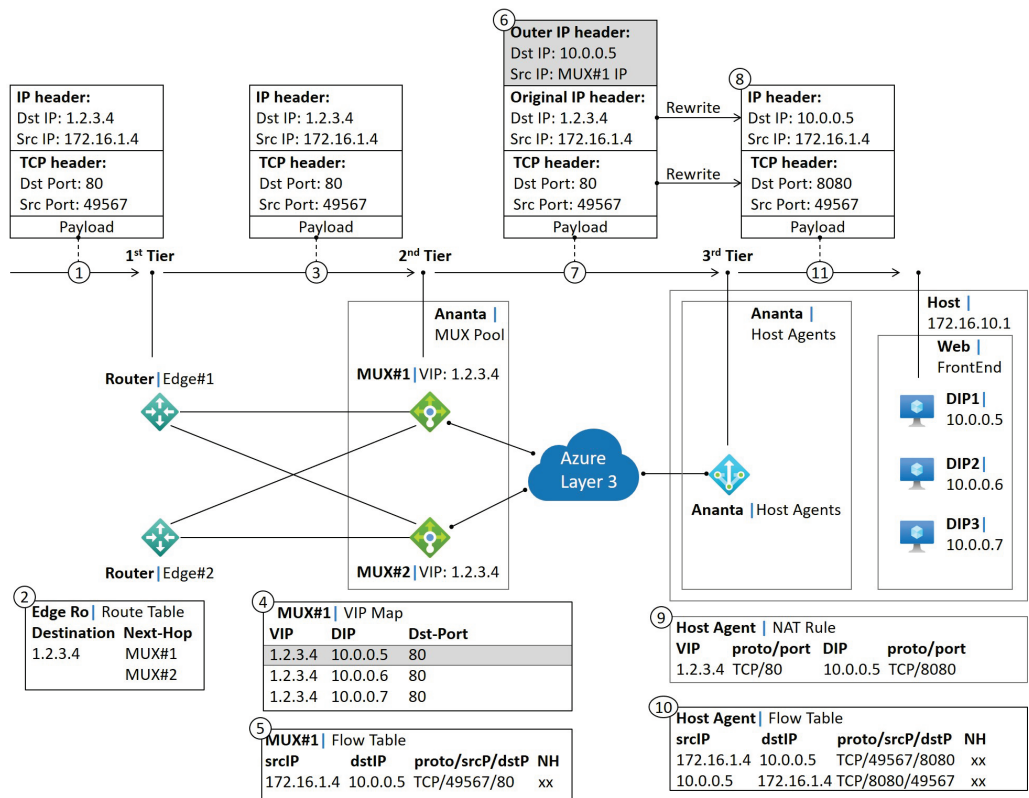 6
Outer IP header:
Dst IP: 10.0.0.5
Src IP: MUX#1 IP
IP header:
Dst IP: 1.2.3.4
Src IP: 172.16.1.4
TCP header:
Dst Port: 80
Src Port: 49567
Payload
IP header:
Dst IP: 1.2.3.4
Src IP: 172.16.1.4
TCP header:
Dst Port: 80
Src Port: 49567
Payload
Original IP header:
Dst IP: 1.2.3.4
Src IP: 172.16.1.4
TCP header:
Dst Port: 80
Src Port: 49567
Payload
Rewrite
Rewrite
8
IP header:
Dst IP: 10.0.0.5
Src IP: 172.16.1.4
TCP header:
Dst Port: 8080
Src Port: 49567
Payload
1
1st Tier
3
2nd Tier
7
3rd Tier
11
Router|Edge#1
Router|Edge#2
Ananta |
MUX Pool
MUX#1|VIP: 1.2.3.4
MUX#2|VIP: 1.2.3.4
Azure
Layer 3
Ananta |
Host Agents
Ananta |Host Agents
Host |
172.16.10.1
Web |
FrontEnd
DIP1|
10.0.0.5
DIP2|
10.0.0.6
DIP3|
10.0.0.7
2
Edge Ro| Route Table
Destination Next-Hop
1.2.3.4 MUX#1
MUX#2
4
MUX#1| VIP Map
VIP DIP Dst-Port
1.2.3.4 10.0.0.5 80
1.2.3.4 10.0.0.6 80
1.2.3.4 10.0.0.7 80
5
MUX#1| Flow Table
srcIP dstIP proto/srcP/dstP NH
172.16.1.4 10.0.0.5 TCP/49567/80 xx
9
Host Agent | NAT Rule
VIP proto/port DIP proto/port
1.2.3.4 TCP/80 10.0.0.5 TCP/8080
10
Host Agent | Flow Table
srcIP dstIP proto/srcP/dstP NH
172.16.1.4 10.0.0.5 TCP/49567/8080 xx
10.0.0.5 172.16.1.4 TCP/8080/49567 xx